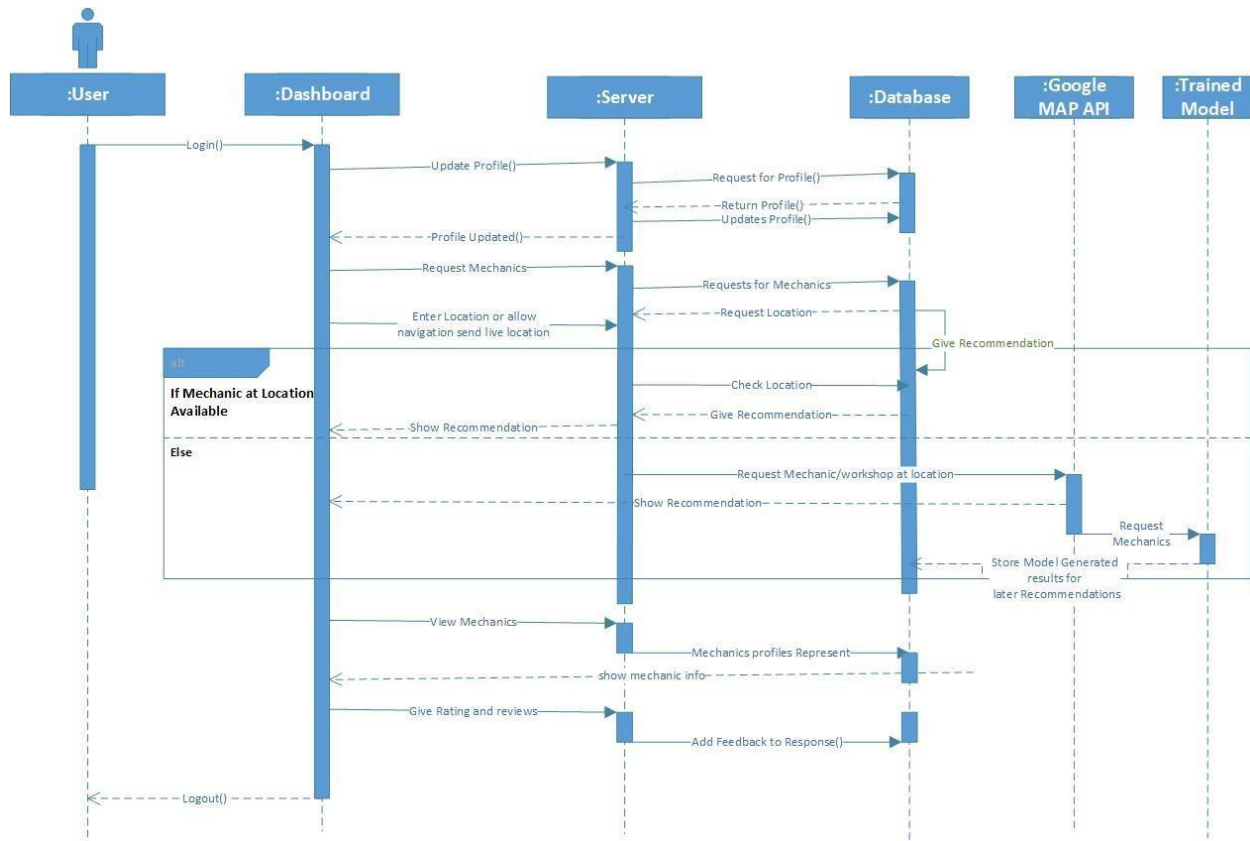 :User
:Dashboard
:Server
:Database
:Google
MAP API
:Trained
Model
Login()
Update Profile()
Request for Profile()
Return Profile()
Updates Profile()
Profile Updated()
Request Mechanics
Requests for Mechanics
Request Location
Enter Location or allow
navigation send live location
Give Recommendation
alt
If Mechanic at Location
Available
Check Location
Give Recommendation
Show Recommendation
Else
Request Mechanic/workshop at location
Show Recommendation
Request
Mechanics
Store Model Generated
results for
later Recommendations
View Mechanics
Mechanics profiles Represent
show mechanic info
Give Rating and reviews
Add Feedback to Response()
Logout()